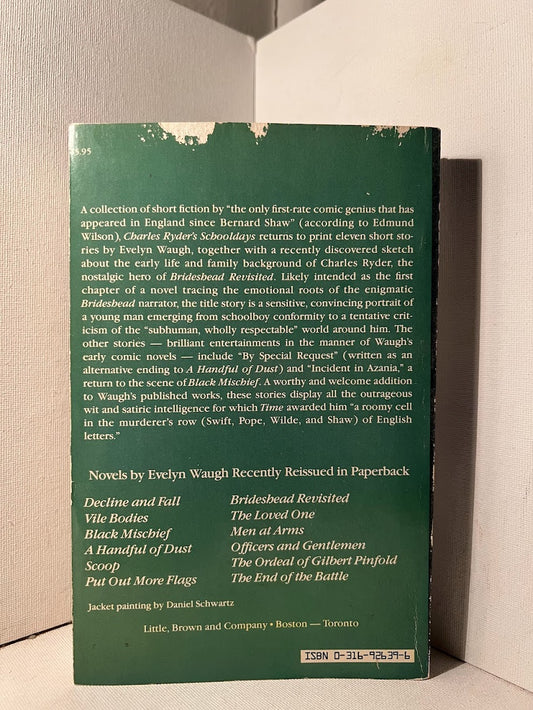 5.95
A collection of short fiction by "the only first-rate comic genius that has
appeared in England since Bernard Shaw" (according to Edmund
Wilson), Charles Ryder's Schooldays returns to print eleven short sto-
ries by Evelyn Waugh, together with a recently discovered sketch
about the early life and family background of Charles Ryder, the
nostalgic hero of Brideshead Revisited. Likely intended as the first
chapter of a novel tracing the emotional roots of the enigmatic
Brideshead narrator, the title story is a sensitive, convincing portrait of
a young man emerging from schoolboy conformity to a tentative crit-
icism of the "subhuman, wholly respectable" world around him. The
other stories — brilliant entertainments in the manner of Waugh's
early comic novels — include "By Special Request" (written as an
alternative ending to A Handful of Dust) and "Incident in Azania," a
return to the scene of Black Mischief. A worthy and welcome addition
to Waugh's published works, these stories display all the outrageous
wit and satiric intelligence for which Time awarded him "a roomy cell
in the murderer's row (Swift, Pope, Wilde, and Shaw) of English
letters."
Novels by Evelyn Waugh Recently Reissued in Paperback
Decline and Fall
Vile Bodies
Black Mischief
A Handful of Dust
Scoop
Put Out More Flags
Brideshead Revisited
The Loved One
Men at Arms
Officers and Gentlemen
The Ordeal of Gilbert Pinfold
The End of the Battle
Jacket painting by Daniel Schwartz
Little, Brown and Company • Boston — Toronto
ISBN 0-316-92639-6